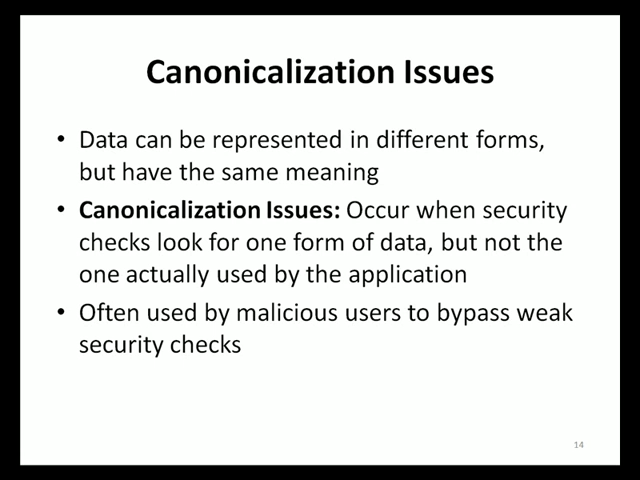 Canonicalization Issues
• Data can be represented in different forms,
but have the same meaning
• Canonicalization Issues: Occur when security
checks look for one form of data, but not the
one actually used by the application
• Often used by malicious users to bypass weak
security checks
14